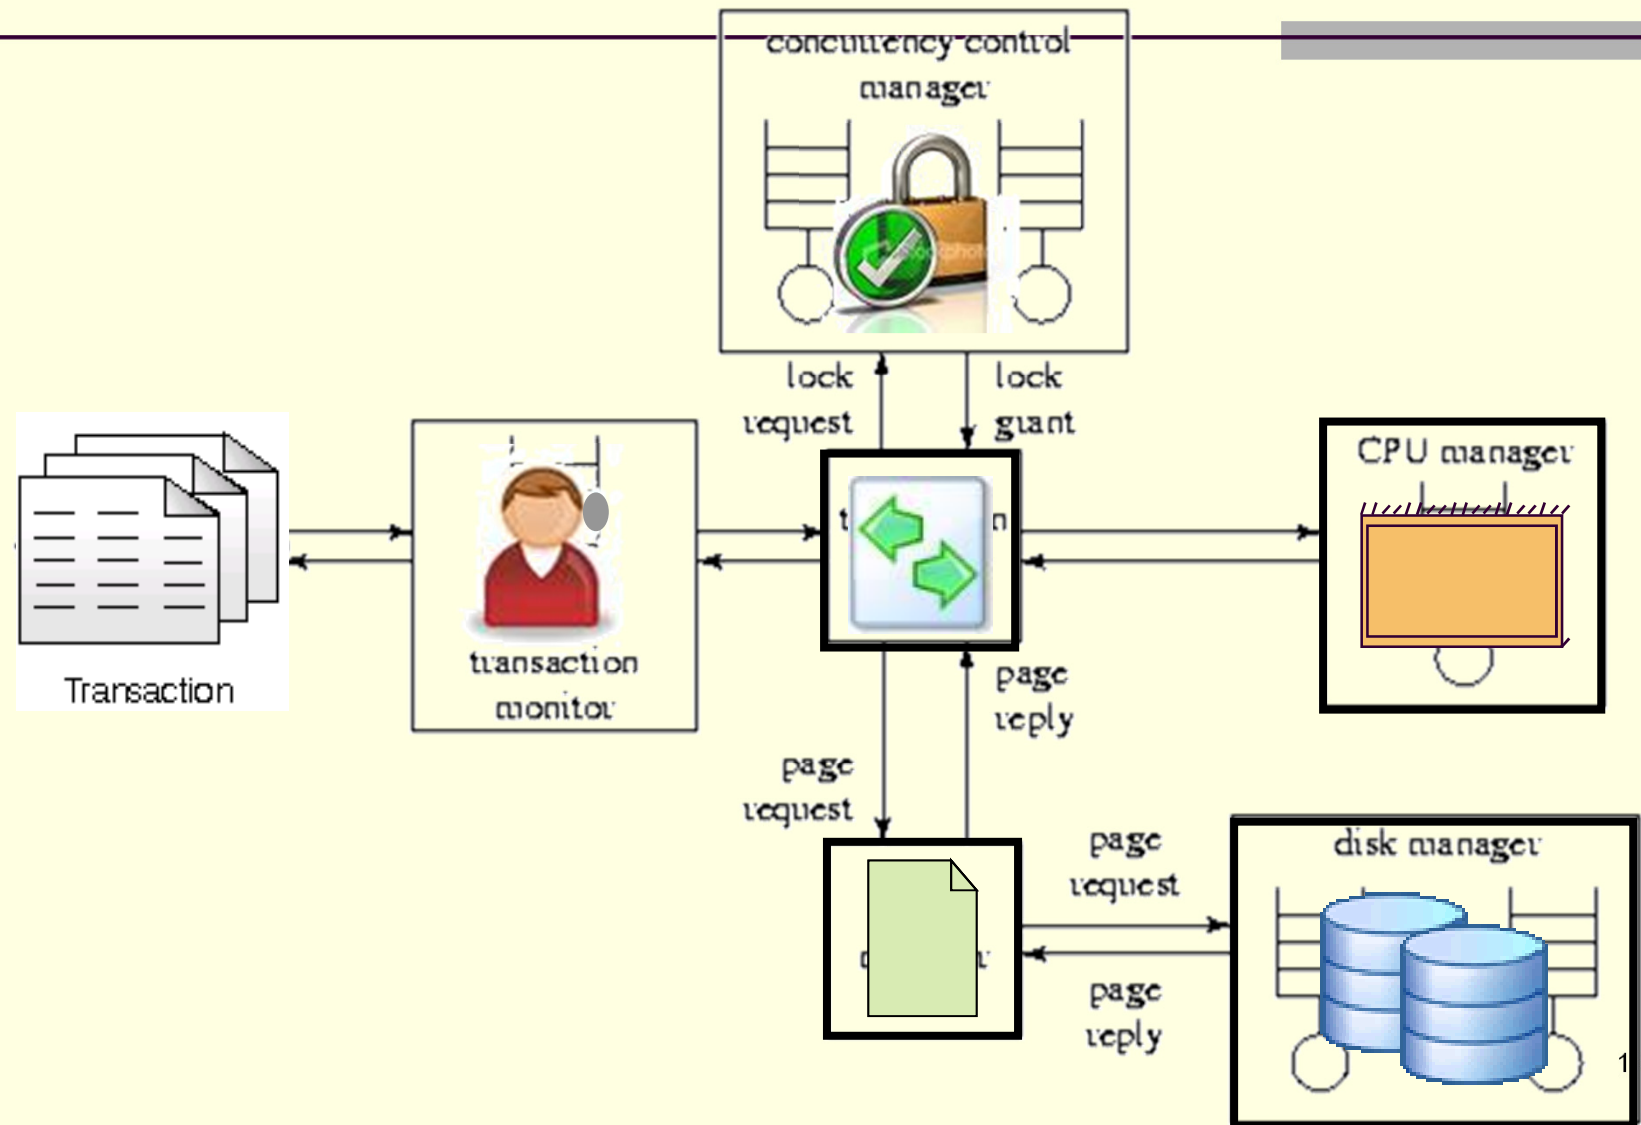 concurrency control
manager
lock
request
lock
grant
CPU manager
Transaction
transaction
monitor
page
reply
page
request
page
request
page
reply
disk manager
1